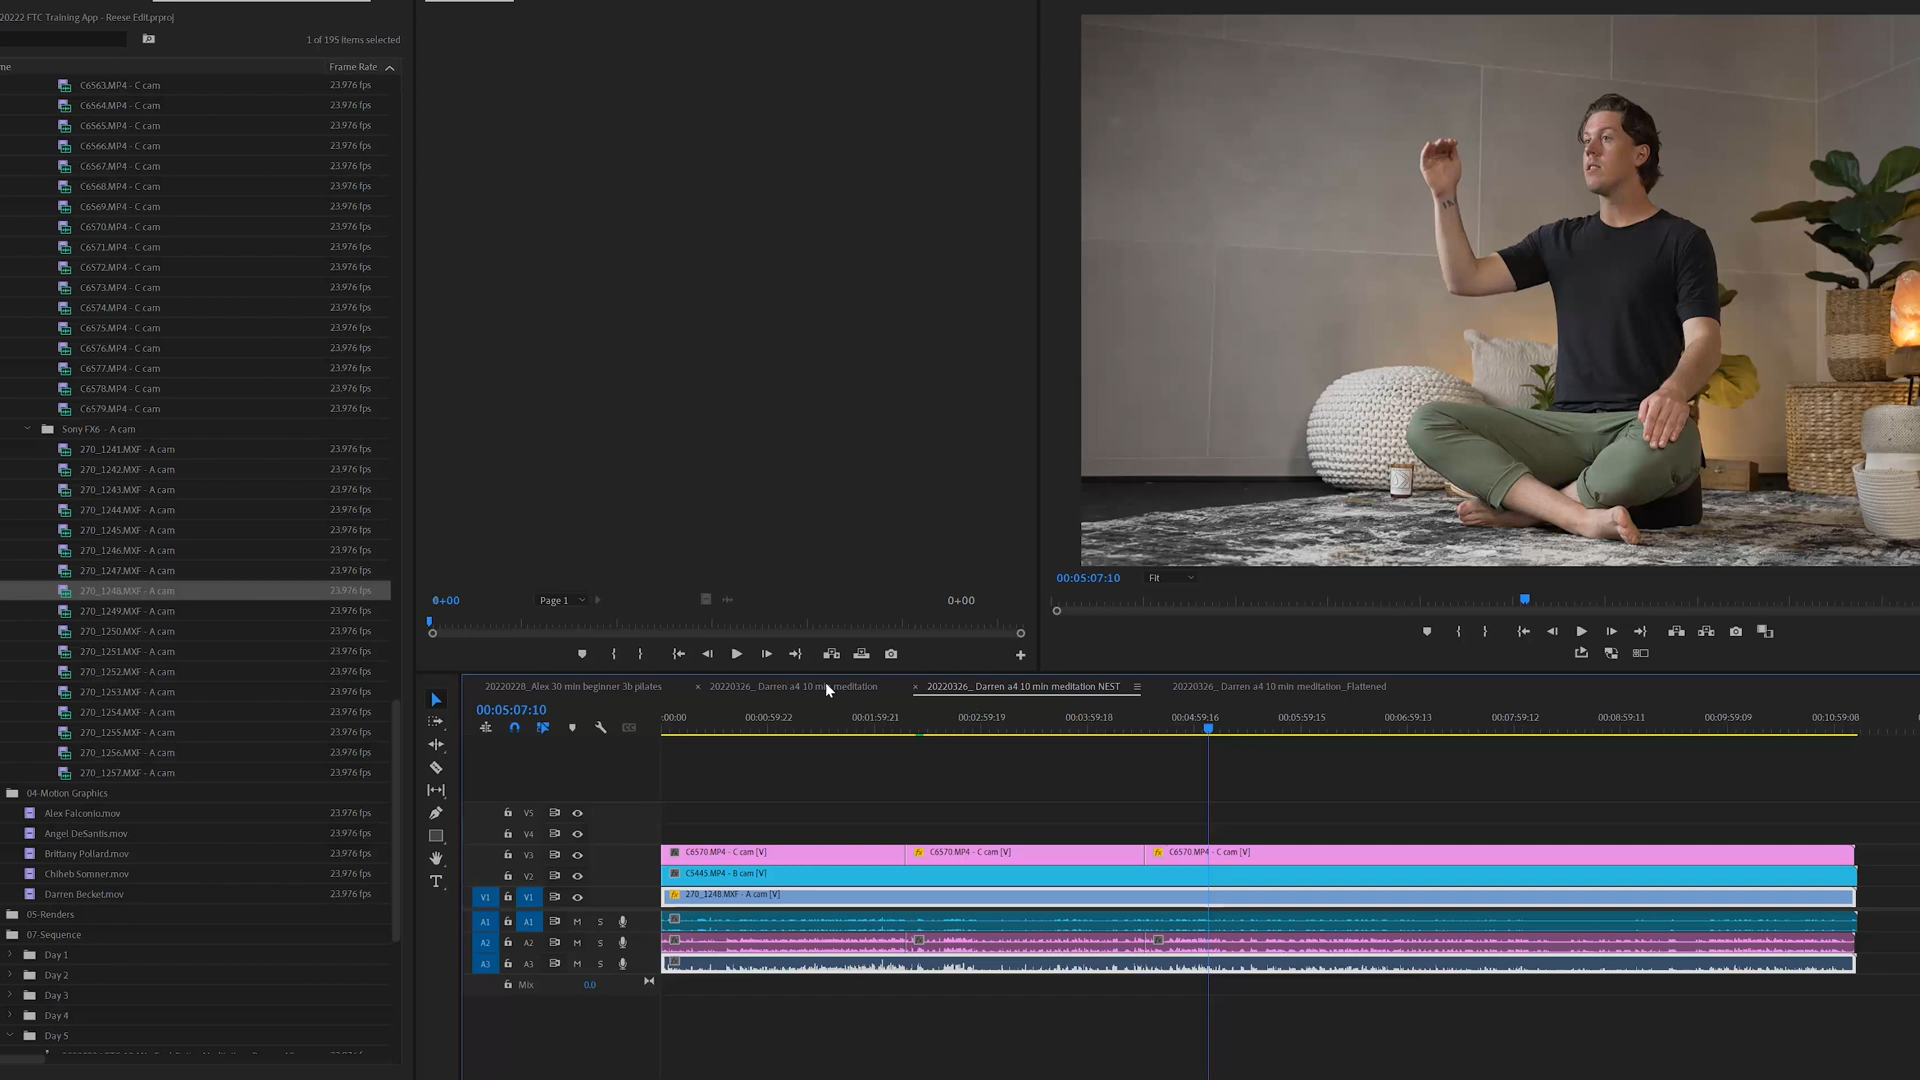 20222 FTC Training App - Reese Edit.prproj
1 of 195 items selected
me Frame Rate
C6563.MP4 - C cam 23.976 fps
C6564.MP4 - C cam 23.976 fps
C6565.MP4 - C cam 23.976 fps
C6566.MP4 - C cam 23.976 fps
C6567.MP4 - C cam 23.976 fps
C6568.MP4 - C cam 23.976 fps
C6569.MP4 - C cam 23.976 fps
C6570.MP4 - C cam 23.976 fps
C6571.MP4 - C cam 23.976 fps
C6572.MP4 - C cam 23.976 fps
C6573.MP4 - C cam 23.976 fps
C6574.MP4 - C cam 23.976 fps
C6575.MP4 - C cam 23.976 fps
C6576.MP4 - C cam 23.976 fps
C6577.MP4 - C cam 23.976 fps
C6578.MP4 - C cam 23.976 fps
C6579.MP4 - C cam 23.976 fps
Sony FX6 - A cam
270_1241.MXF - A cam 23.976 fps
270_1242.MXF - A cam 23.976 fps
270_1243.MXF - A cam 23.976 fps
270_1244.MXF - A cam 23.976 fps
270_1245.MXF - A cam 23.976 fps
270_1246.MXF - A cam 23.976 fps
270_1247.MXF - A cam 23.976 fps
270_1248.MXF - A cam 23.976 fps
270_1249.MXF - A cam 23.976 fps
270_1250.MXF - A cam 23.976 fps
270_1251.MXF - A cam 23.976 fps
270_1252.MXF - A cam 23.976 fps
270_1253.MXF - A cam 23.976 fps
270_1254.MXF - A cam 23.976 fps
270_1255.MXF - A cam 23.976 fps
270_1256.MXF - A cam 23.976 fps
270_1257.MXF - A cam 23.976 fps
04-Motion Graphics
Alex Falconio.mov 23.976 fps
Angel DeSantis.mov 23.976 fps
Brittany Pollard.mov 23.976 fps
Chiheb Somner.mov 23.976 fps
Darren Becket.mov 23.976 fps
05-Renders
07-Sequence
Day 1
Day 2
Day 3
Day 4
Day 5
0+00 Page 1 0+00
00:05:07:10 Fit
20220228_Alex 30 min beginner 3b pilates × 20220326_ Darren a4 10 min meditation × 20220326_ Darren a4 10 min meditation NEST 20220326_ Darren a4 10 min meditation_Flattened
00:05:07:10
:00:00 00:00:59:22 00:01:59:21 00:02:59:19 00:03:59:18 00:04:59:16 00:05:59:15 00:06:59:13 00:07:59:12 00:08:59:11 00:09:59:09 00:10:59:08
V5
V4
V3 C6570.MP4 - C cam [V] fx C6570.MP4 - C cam [V] fx C6570.MP4 - C cam [V]
V2 C5445.MP4 - B cam [V]
V1 V1 fx 270_1248.MXF - A cam [V]
A1 A1 M S
A2 A2 M S
A3 A3 M S
Mix 0.0